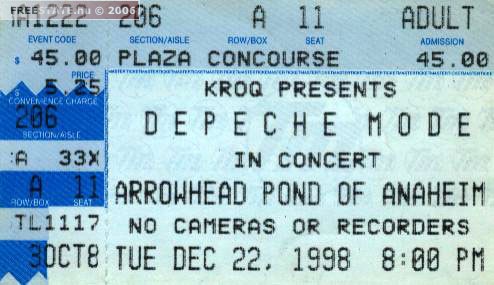 FREE © 2006
206 A 11 ADULT
EVENT CODE SECTION/AISLE ROW/BOX SEAT ADMISSION
$ 45.00 PLAZA CONCOURSE 45.00
PRICE
$ 5.25 KROQ PRESENTS
CONVENIENCE CHARGE
206 DEPECHE MODE
SECTION/AISLE
A 33X IN CONCERT
A 11 ARROWHEAD POND OF ANAHEIM
ROW/BOX SEAT
TL1117 NO CAMERAS OR RECORDERS
3OCT8 TUE DEC 22, 1998 8:00 PM